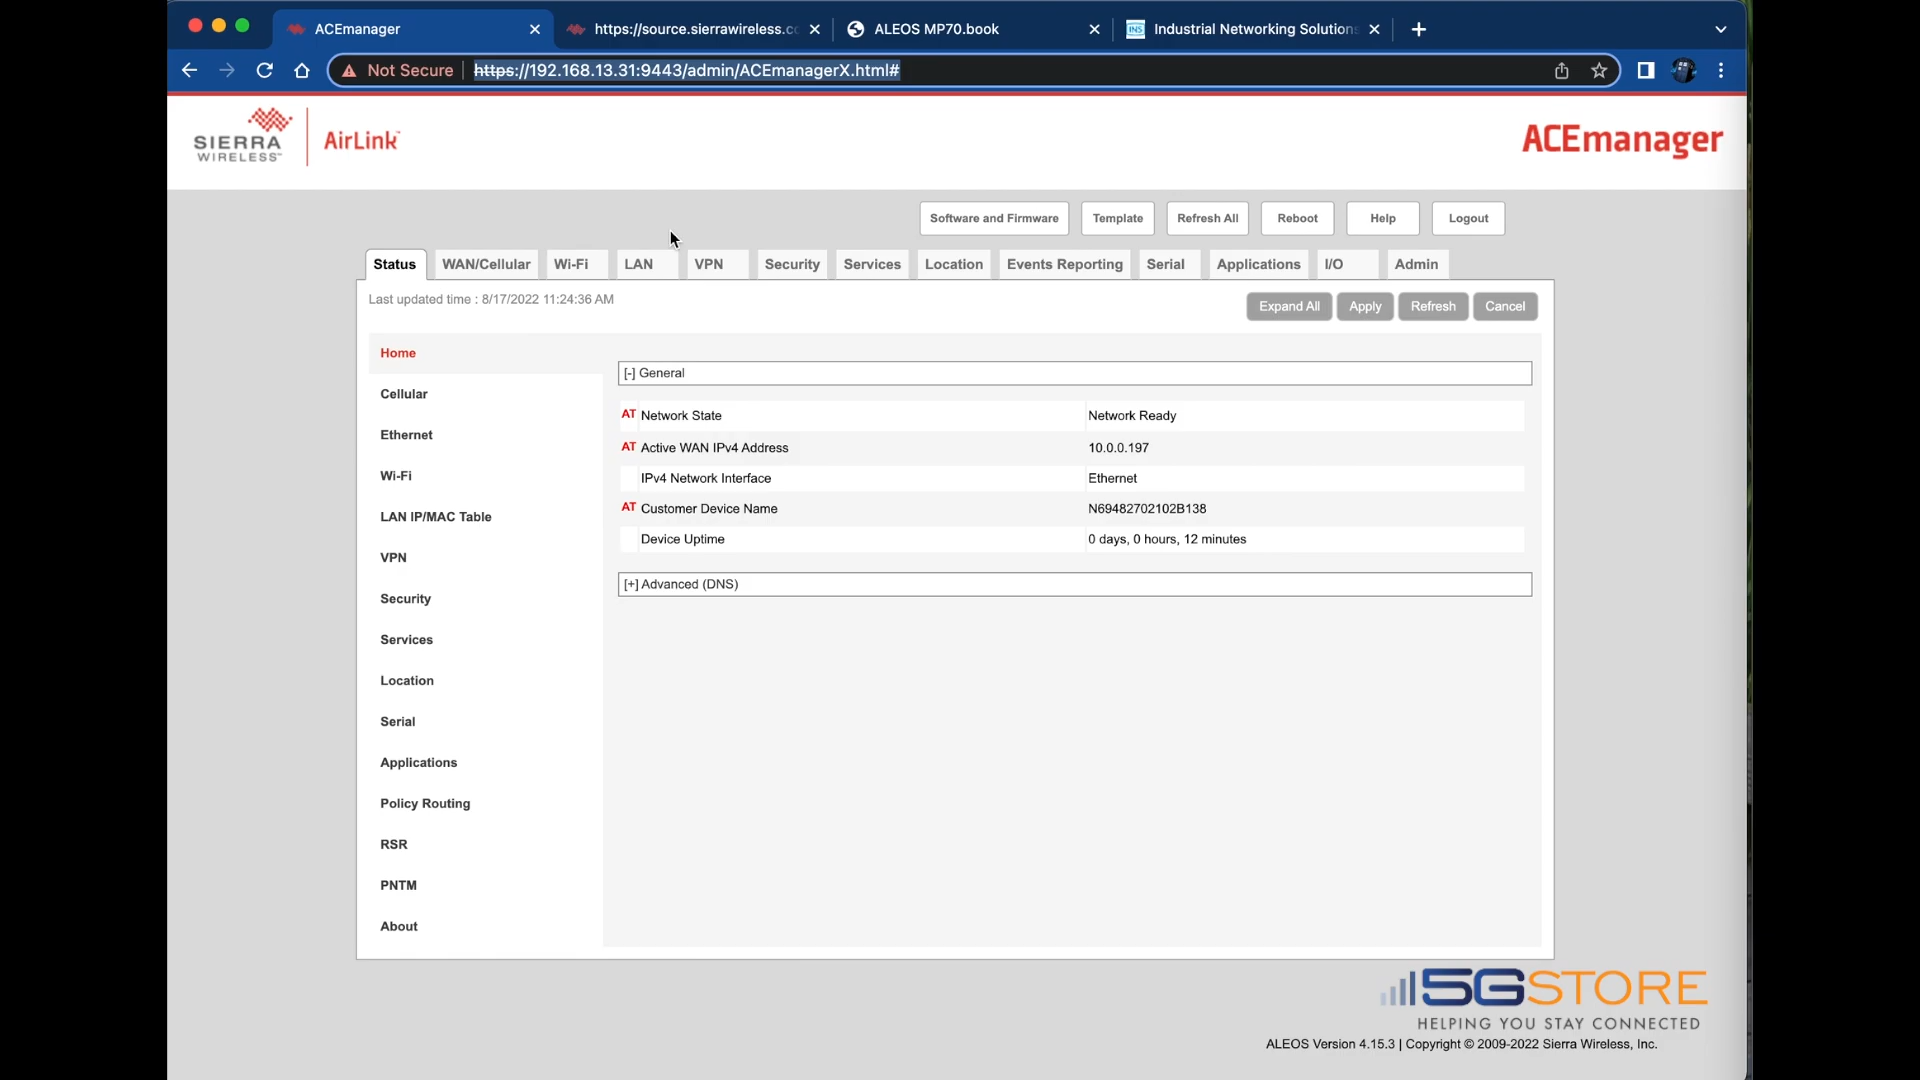 ACEmanager
https://source.sierrawireless.co
ALEOS MP70.book
INS
Industrial Networking Solutions
Not Secure
https://192.168.13.31:9443/admin/ACEmanagerX.html#
SIERRA
WIRELESS™
AirLink™
ACEmanager
Software and Firmware
Template
Refresh All
Reboot
Help
Logout
Status
WAN/Cellular
Wi-Fi
LAN
VPN
Security
Services
Location
Events Reporting
Serial
Applications
I/O
Admin
Last updated time : 8/17/2022 11:24:36 AM
Expand All
Apply
Refresh
Cancel
Home
Cellular
Ethernet
Wi-Fi
LAN IP/MAC Table
VPN
Security
Services
Location
Serial
Applications
Policy Routing
RSR
PNTM
About
[-] General
AT Network State Network Ready
AT Active WAN IPv4 Address 10.0.0.197
IPv4 Network Interface Ethernet
AT Customer Device Name N69482702102B138
Device Uptime 0 days, 0 hours, 12 minutes
[+] Advanced (DNS)
5GSTORE
HELPING YOU STAY CONNECTED
ALEOS Version 4.15.3 | Copyright © 2009-2022 Sierra Wireless, Inc.